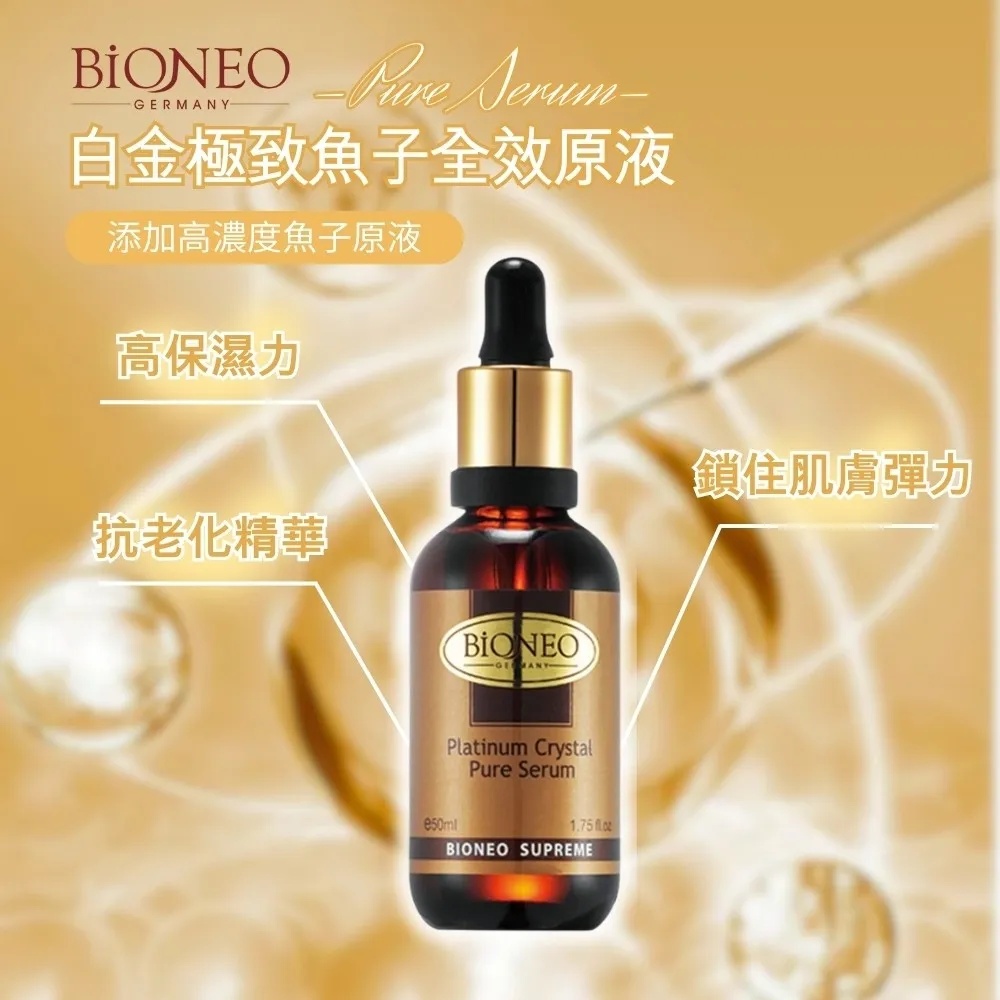 BiONEO
GERMANY
Pure Serum
白金極致魚子全效原液
添加高濃度魚子原液
高保濕力
鎖住肌膚彈力
抗老化精華
BiONEO
GERMANY
Platinum Crystal
Pure Serum
e50ml 1.75 fl.oz
BIONEO SUPREME